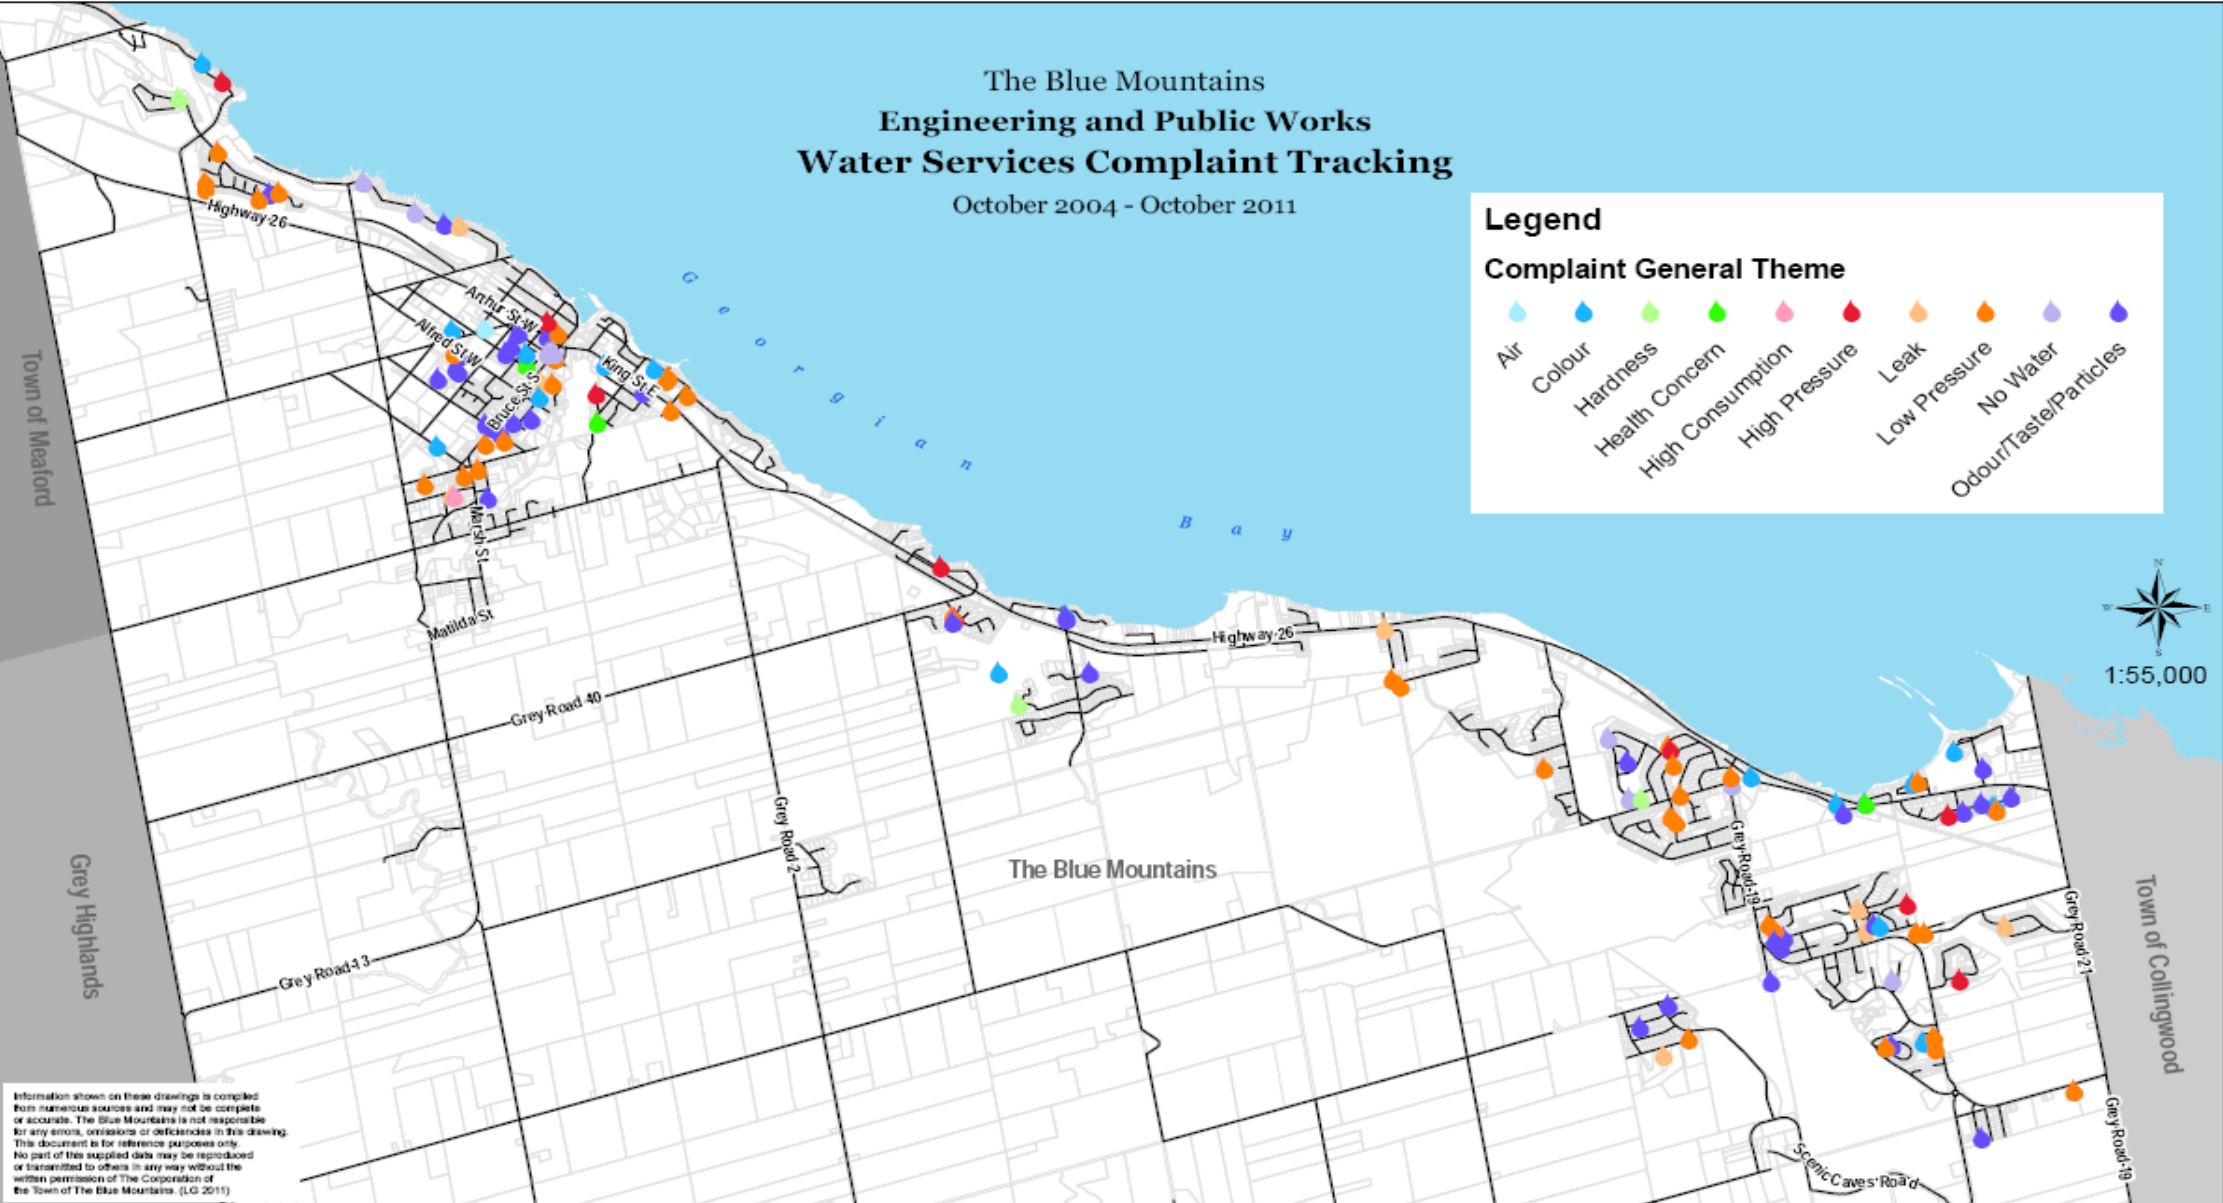 The Blue Mountains
Engineering and Public Works
Water Services Complaint Tracking
October 2004 - October 2011
Legend
Complaint General Theme
Air
Colour
Hardness
Health Concern
High Consumption
High Pressure
Leak
Low Pressure
No Water
Odour/Taste/Particles
Highway 26
Arthur St W
Alfred St W
Bruce St S
King St E
Georgian
Bay
Town of Meaford
Marsh St
Matilda St
Highway 26
N
W
E
S
1:55,000
Grey Road 40
Grey Road 2
The Blue Mountains
Grey Road 19
Grey Highlands
Grey Road 13
Grey Road 21
Town of Collingwood
Grey Road 19
Scenic Caves Road
Information shown on these drawings is compiled
from numerous sources and may not be complete
or accurate. The Blue Mountains is not responsible
for any errors, omissions or deficiencies in this drawing.
This document is for reference purposes only.
No part of this supplied data may be reproduced
or transmitted to others in any way without the
written permission of The Corporation of
the Town of The Blue Mountains. (LG 2011)